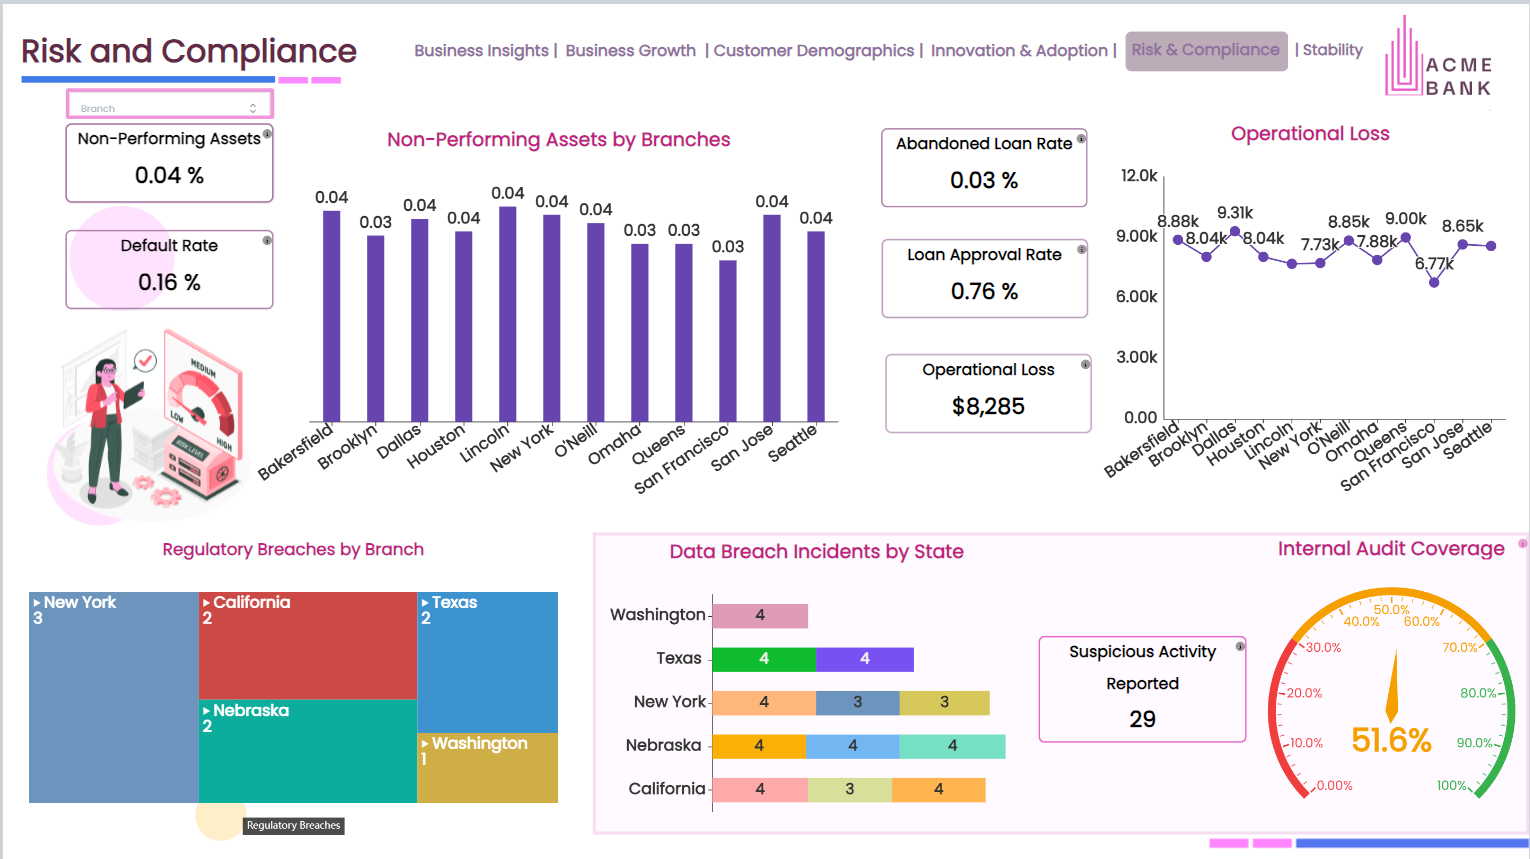 Risk and Compliance
Business Insights | Business Growth | Customer Demographics | Innovation & Adoption | Risk & Compliance | Stability
ACME
BANK
Branch
Non-Performing Assets
0.04 %
Default Rate
0.16 %
MEDIUM
LOW
HIGH
RISK LEVEL
Non-Performing Assets by Branches
0.04
0.03
0.04
0.04
0.04
0.04
0.04
0.03
0.03
0.03
0.04
0.04
Bakersfield
Brooklyn
Dallas
Houston
Lincoln
New York
O'Neill
Omaha
Queens
San Francisco
San Jose
Seattle
Abandoned Loan Rate
0.03 %
Loan Approval Rate
0.76 %
Operational Loss
$8,285
Operational Loss
12.0k
9.00k
6.00k
3.00k
0.00
8.88k
8.04k
9.31k
8.04k
7.73k
8.85k
7.88k
9.00k
6.77k
8.65k
Bakersfield
Brooklyn
Dallas
Houston
Lincoln
New York
O'Neill
Omaha
Queens
San Francisco
San Jose
Seattle
Regulatory Breaches by Branch
New York
3
California
2
Texas
2
Nebraska
2
Washington
1
Regulatory Breaches
Data Breach Incidents by State
Washington 4
Texas 4 4
New York 4 3 3
Nebraska 4 4 4
California 4 3 4
Suspicious Activity
Reported
29
Internal Audit Coverage
0.00%
10.0%
20.0%
30.0%
40.0%
50.0%
60.0%
70.0%
80.0%
90.0%
100%
51.6%